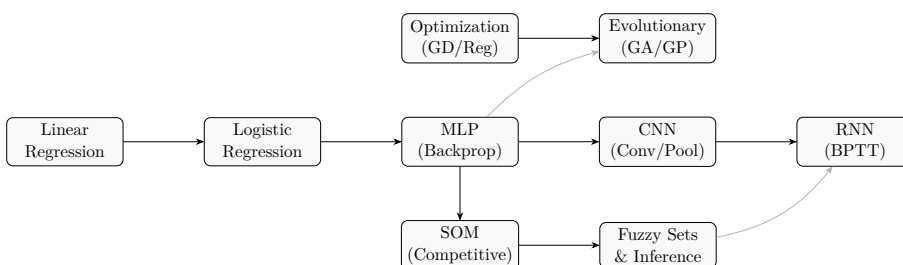 Optimization
(GD/Reg)
Evolutionary
(GA/GP)
Linear
Regression
Logistic
Regression
MLP
(Backprop)
CNN
(Conv/Pool)
RNN
(BPTT)
SOM
(Competitive)
Fuzzy Sets
& Inference